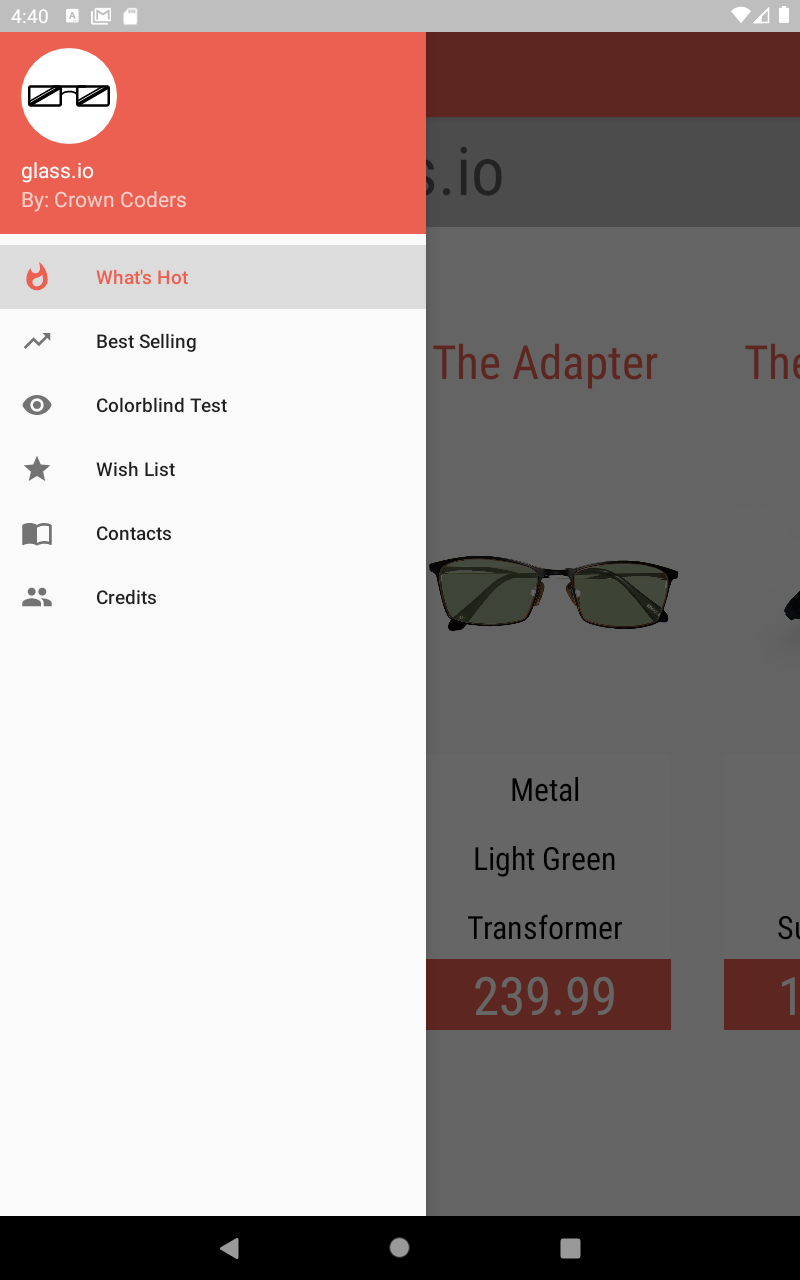 4:40
glass.io
By: Crown Coders
What's Hot
Best Selling
Colorblind Test
Wish List
Contacts
Credits
s.io
The Adapter
The
Metal
Light Green
Transformer
Su
239.99
1